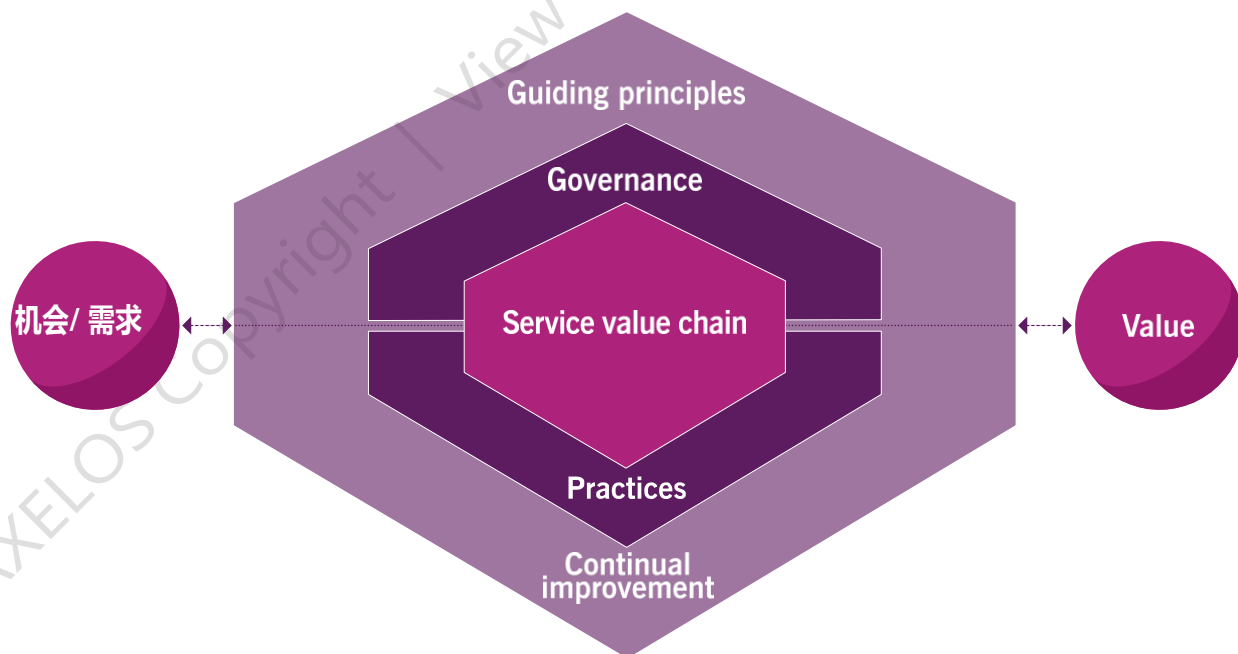 AXELOS Copyright | View
Guiding principles
Governance
机会/ 需求
Service value chain
Value
Practices
Continual
improvement